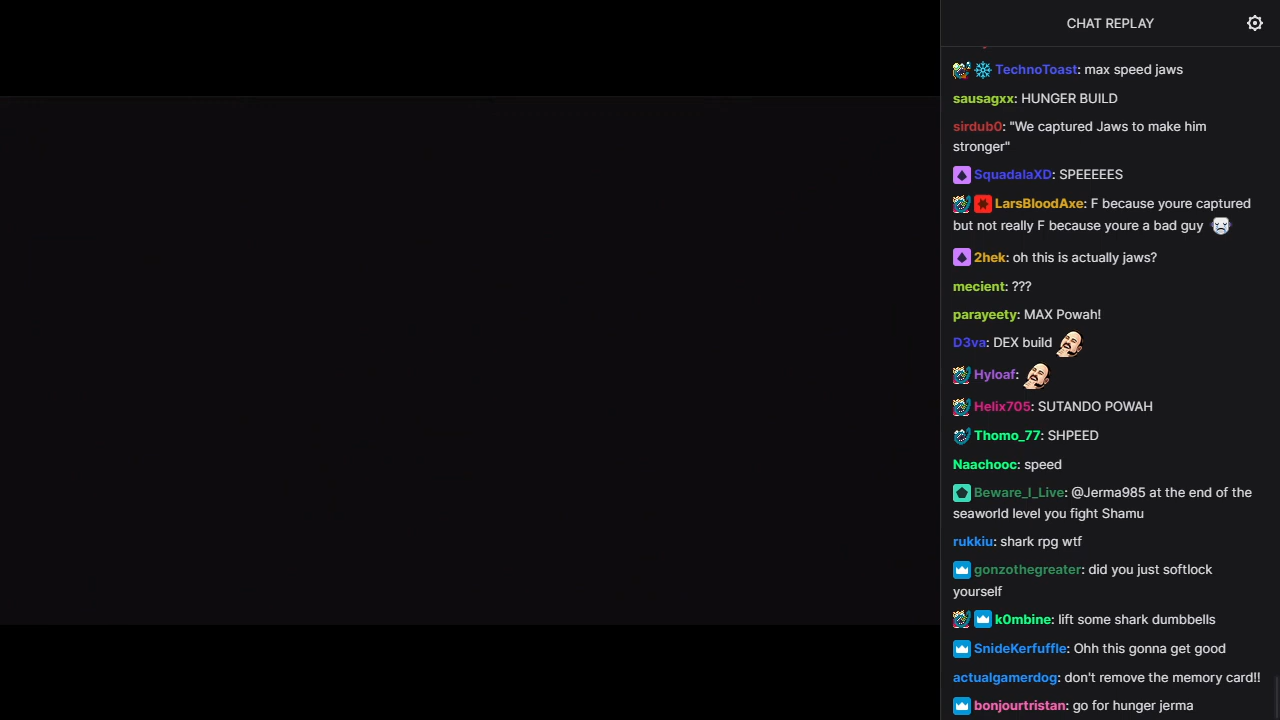 CHAT REPLAY
TechnoToast: max speed jaws
sausagxx: HUNGER BUILD
sirdub0: "We captured Jaws to make him
stronger"
SquadalaXD: SPEEEEES
LarsBloodAxe: F because youre captured
but not really F because youre a bad guy
2hek: oh this is actually jaws?
mecient: ???
parayeety: MAX Powah!
D3va: DEX build
Hyloaf:
Helix705: SUTANDO POWAH
Thomo_77: SHPEED
Naachooc: speed
Beware_I_Live: @Jerma985 at the end of the
seaworld level you fight Shamu
rukkiu: shark rpg wtf
gonzothegreater: did you just softlock
yourself
k0mbine: lift some shark dumbbells
SnideKerfuffle: Ohh this gonna get good
actualgamerdog: don't remove the memory card!!
bonjourtristan: go for hunger jerma